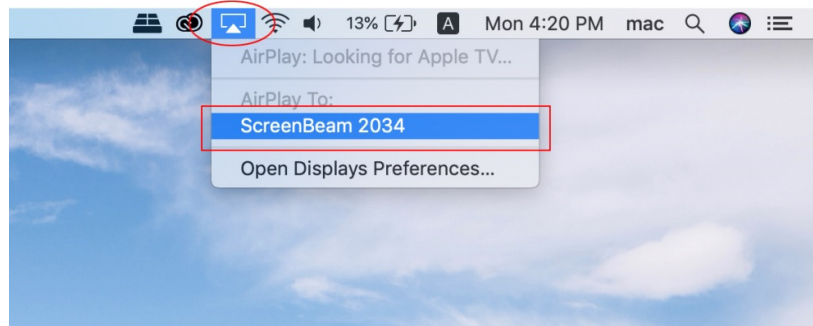 13% A Mon 4:20 PM mac
AirPlay: Looking for Apple TV...
AirPlay To:
ScreenBeam 2034
Open Displays Preferences...